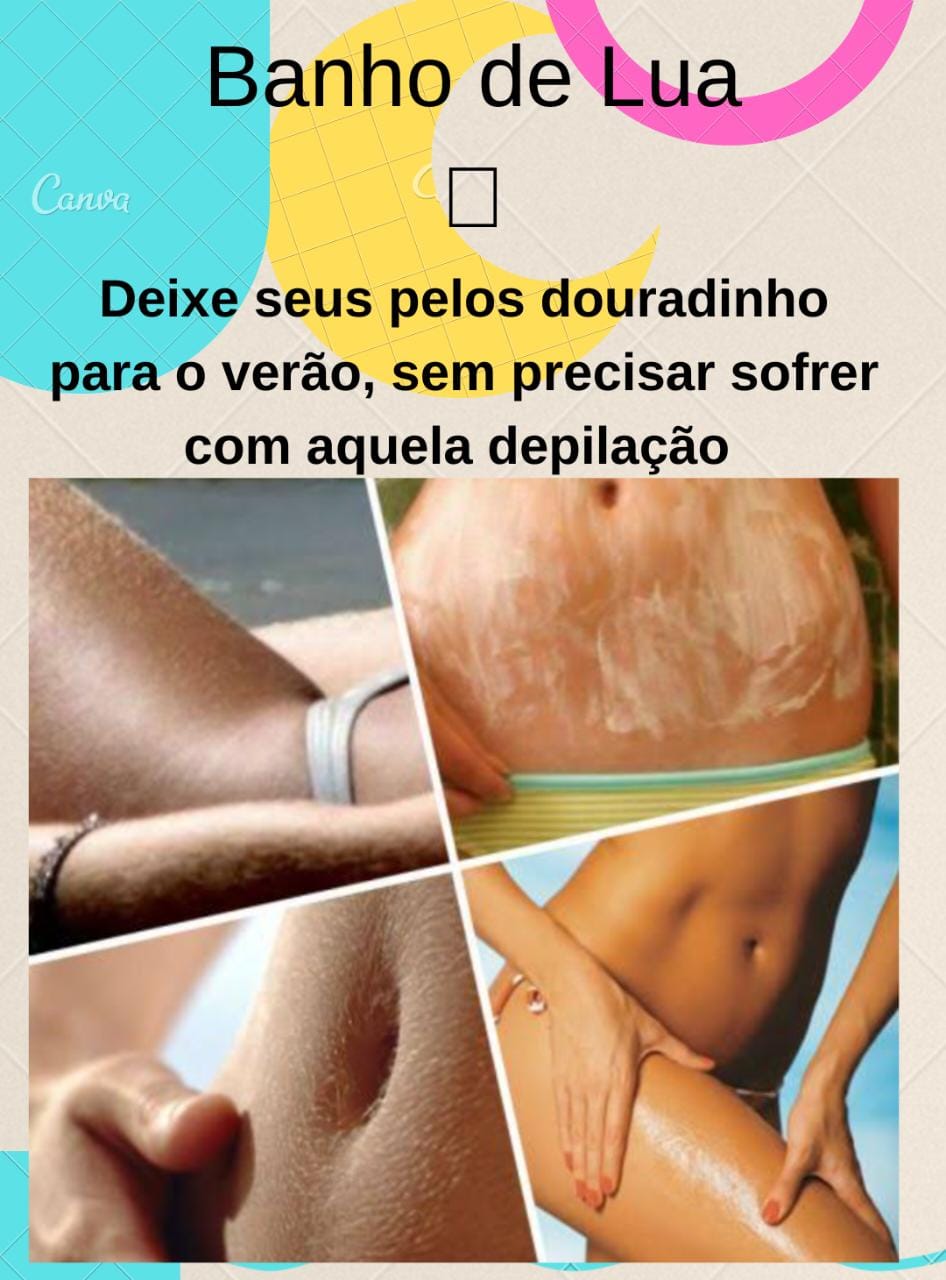 Banho de Lua
Canva
Deixe seus pelos douradinho
para o verão, sem precisar sofrer
com aquela depilação